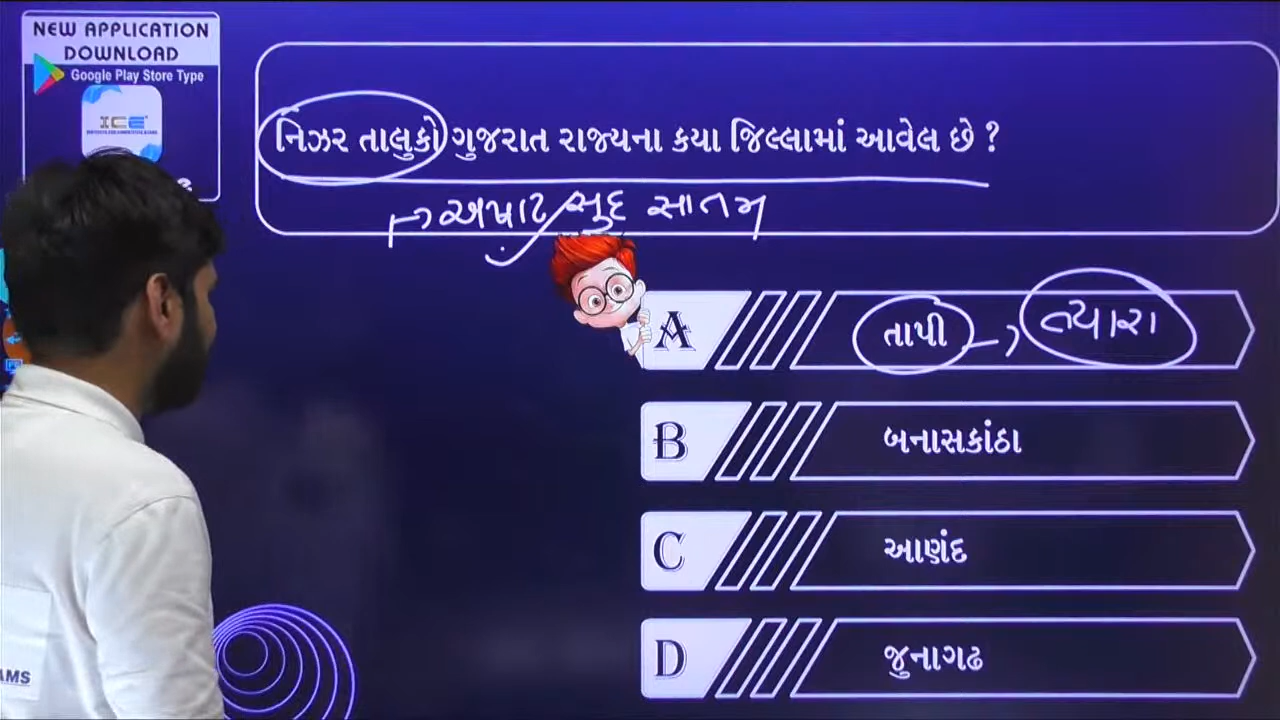 NEW APPLICATION
DOWNLOAD
Google Play Store Type
ICE
નિઝર તાલુકો ગુજરાત રાજ્યના કયા જિલ્લામાં આવેલ છે ?
સુદ સાતમ
A તાપી
B બનાસકાંઠા
C આણંદ
D જુનાગઢ
AMS